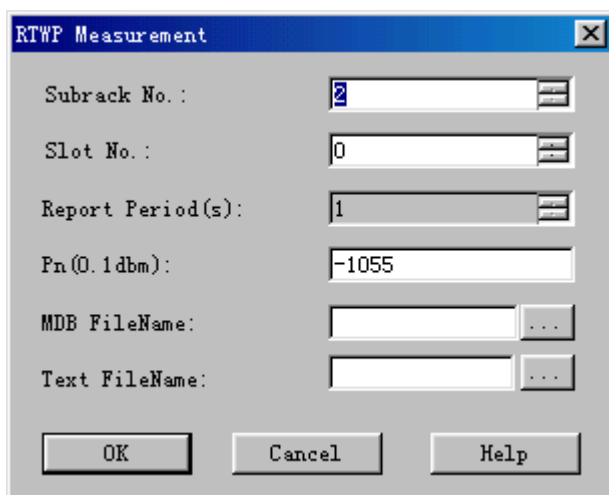 RTWP Measurement
Subrack No.: 2
Slot No.: 0
Report Period(s): 1
Pn(0.1dbm): -1055
MDB FileName: ...
Text FileName: ...
OK Cancel Help